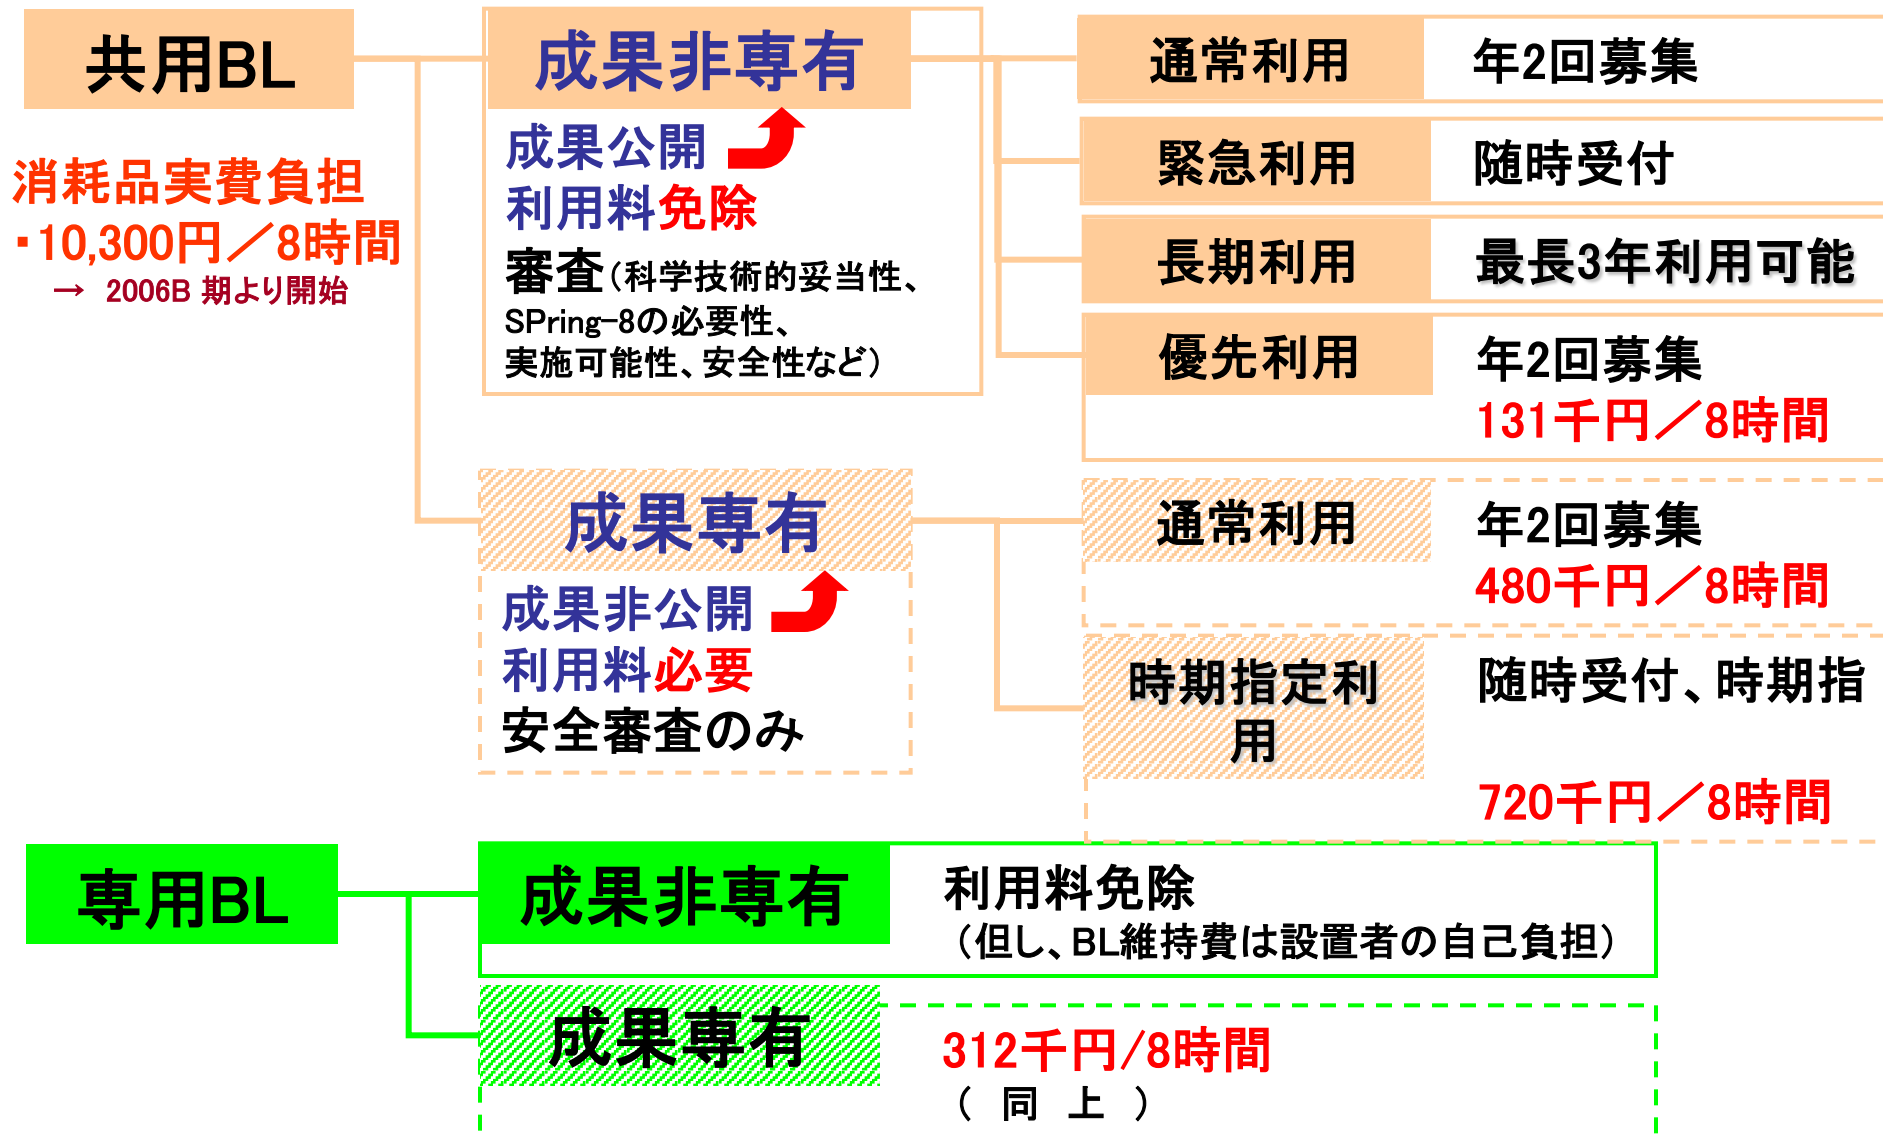 共用BL
消耗品実費負担
・10,300円／8時間
→ 2006B 期より開始
成果非専有
成果公開
利用料免除
審査（科学技術的妥当性、
SPring-8の必要性、
実施可能性、安全性など）
通常利用 年2回募集
緊急利用 随時受付
長期利用 最長3年利用可能
優先利用 年2回募集
131千円／8時間
成果専有
成果非公開
利用料必要
安全審査のみ
通常利用 年2回募集
480千円／8時間
時期指定利
用
随時受付、時期指
720千円／8時間
専用BL
成果非専有
利用料免除
（但し、BL維持費は設置者の自己負担）
成果専有
312千円/8時間
（ 同 上 ）